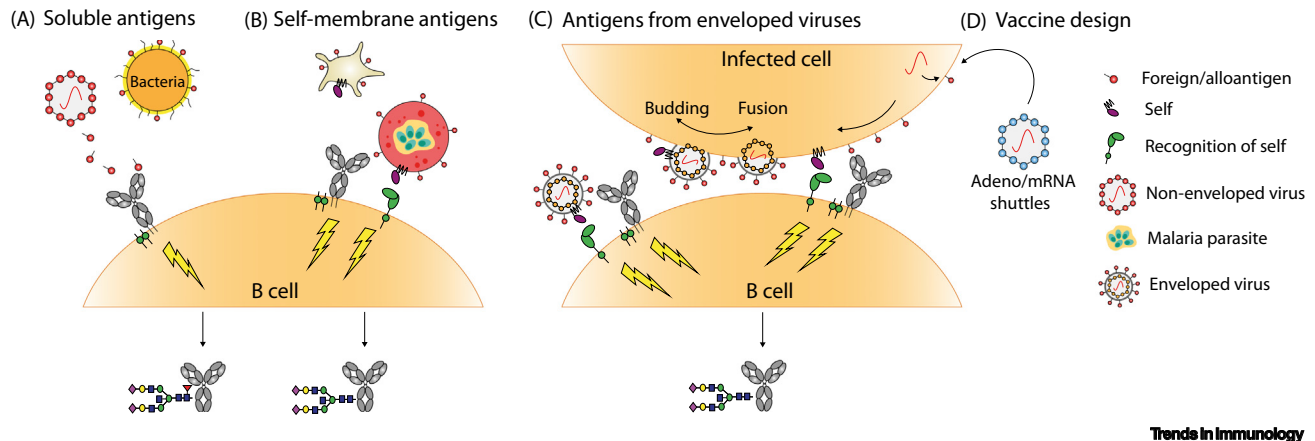 (A) Soluble antigens
(B) Self-membrane antigens
(C) Antigens from enveloped viruses
(D) Vaccine design
Bacteria
B cell
Infected cell
Budding
Fusion
B cell
Adeno/mRNA
shuttles
Foreign/alloantigen
Self
Recognition of self
Non-enveloped virus
Malaria parasite
Enveloped virus
Trends in Immunology